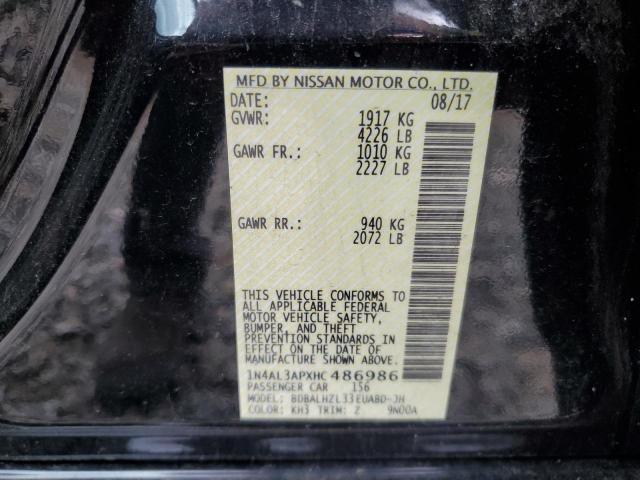 MFD BY NISSAN MOTOR CO., LTD.
DATE: 08/17
GVWR: 1917 KG
4226 LB
GAWR FR.: 1010 KG
2227 LB
GAWR RR.: 940 KG
2072 LB
THIS VEHICLE CONFORMS TO
ALL APPLICABLE FEDERAL
MOTOR VEHICLE SAFETY,
BUMPER, AND THEFT
PREVENTION STANDARDS
IN EFFECT ON THE DATE OF
MANUFACTURE SHOWN ABOVE.
1N4AL3APXHC486986
PASSENGER CAR 156
MODEL: BDBALHZL33EUABD-JH
COLOR: KH3 TRIM: Z 9N00A